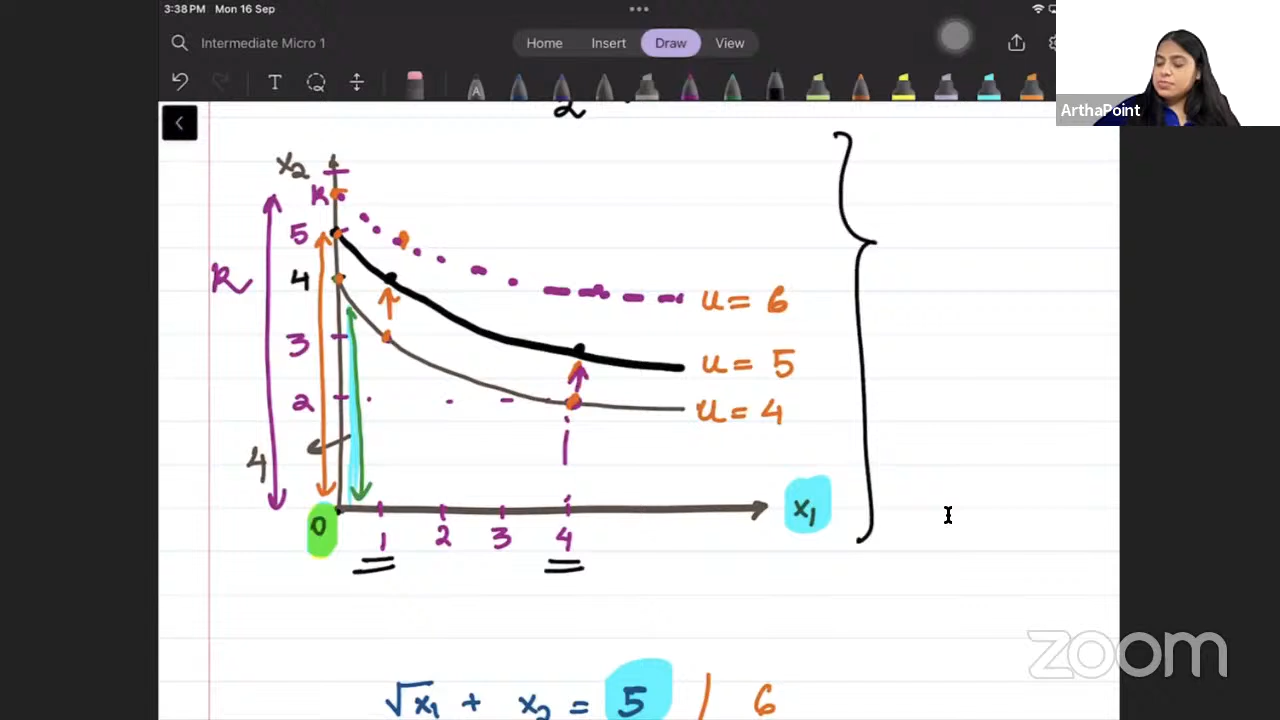 3:38 PM Mon 16 Sep
Intermediate Micro 1
Home Insert Draw View
T
A
ArthaPoint
2
x₂
k
5
k
4
3
2
4
0
1 2 3 4
x₁
u = 6
u = 5
u = 4
√x₁ + x₂ = 5 / 6
zoom